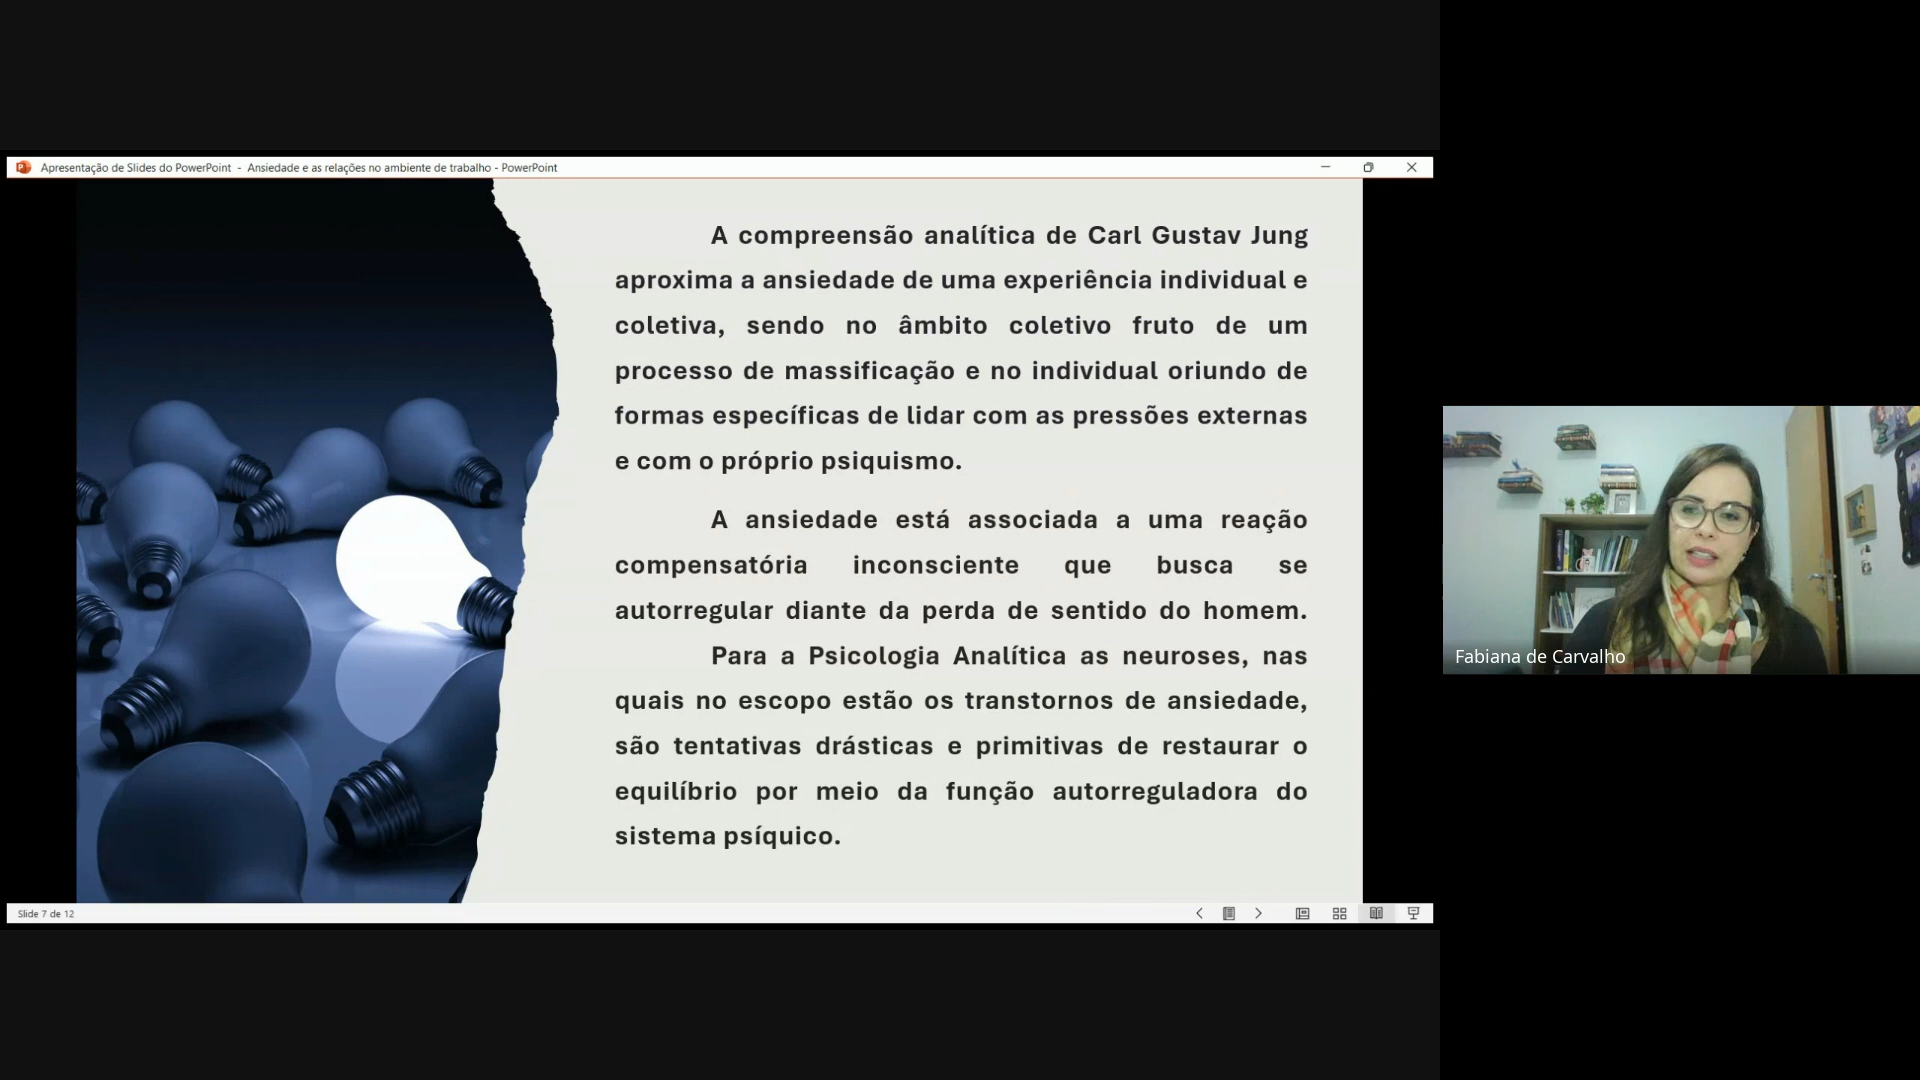 Apresentação de Slides do PowerPoint - Ansiedade e as relações no ambiente de trabalho - PowerPoint
A compreensão analítica de Carl Gustav Jung
aproxima a ansiedade de uma experiência individual e
coletiva, sendo no âmbito coletivo fruto de um
processo de massificação e no individual oriundo de
formas específicas de lidar com as pressões externas
e com o próprio psiquismo.
A ansiedade está associada a uma reação
compensatória inconsciente que busca se
autorregular diante da perda de sentido do homem.
Para a Psicologia Analítica as neuroses, nas
quais no escopo estão os transtornos de ansiedade,
são tentativas drásticas e primitivas de restaurar o
equilíbrio por meio da função autorreguladora do
sistema psíquico.
Slide 7 de 12
Fabiana de Carvalho